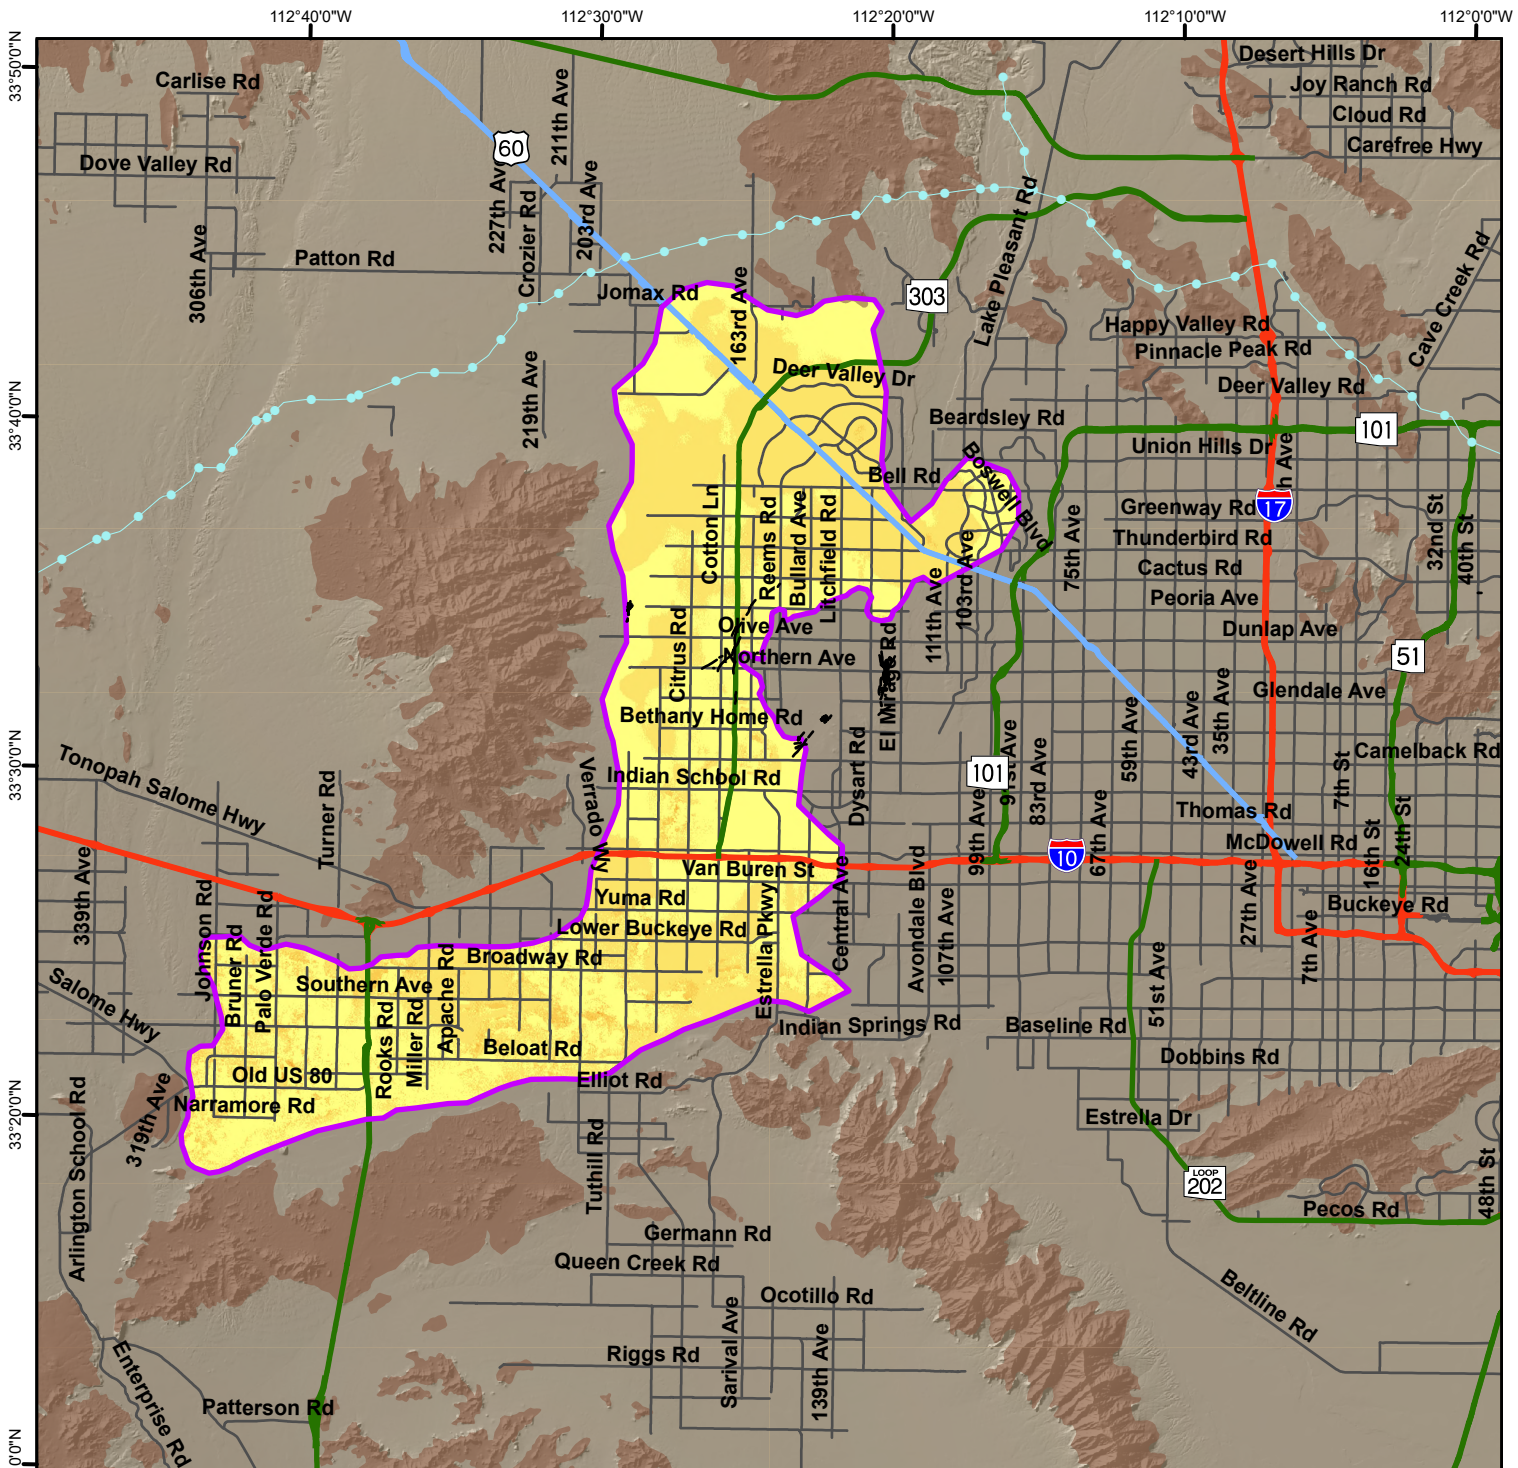 112°40'0"W
112°30'0"W
112°20'0"W
112°10'0"W
112°0'0"W
33°50'0"N
33°40'0"N
33°30'0"N
33°20'0"N
0'0"N
Desert Hills Dr
Joy Ranch Rd
Cloud Rd
Carefree Hwy
Carlise Rd
Dove Valley Rd
60
211th Ave
227th Ave
Crozier Rd
203rd Ave
306th Ave
Patton Rd
Jomax Rd
163rd Ave
303
Lake Pleasant Rd
Cave Creek Rd
Happy Valley Rd
Pinnacle Peak Rd
Deer Valley Rd
Deer Valley Dr
219th Ave
Beardsley Rd
101
Union Hills Dr
h Ave
Bell Rd
Boswell Blvd
17
Greenway Rd
Thunderbird Rd
Cactus Rd
Peoria Ave
Dunlap Ave
32nd St
40th St
51
Cotton Ln
Reems Rd
Bullard Ave
Litchfield Rd
75th Ave
103rd Ave
111th Ave
Olive Ave
Northern Ave
Citrus Rd
El Mirage Rd
Glendale Ave
Bethany Home Rd
Camelback Rd
Indian School Rd
Dysart Rd
101
91st Ave
83rd Ave
59th Ave
43rd Ave
35th Ave
7th St
Tonopah Salome Hwy
Turner Rd
Verrado Wy
99th Ave
67th Ave
Thomas Rd
McDowell Rd
16th St
24th St
10
Van Buren St
Yuma Rd
Lower Buckeye Rd
Broadway Rd
Southern Ave
Estrella Pkwy
Central Ave
Avondale Blvd
107th Ave
27th Ave
7th Ave
Buckeye Rd
51st Ave
339th Ave
Johnson Rd
Bruner Rd
Palo Verde Rd
Salome Hwy
Rooks Rd
Miller Rd
Apache Rd
Beloat Rd
Old US 80
Narramore Rd
Elliot Rd
Indian Springs Rd
Baseline Rd
Dobbins Rd
Estrella Dr
LOOP
202
Pecos Rd
48th St
319th Ave
Arlington School Rd
Tuthill Rd
Germann Rd
Queen Creek Rd
Ocotillo Rd
Riggs Rd
Sarival Ave
139th Ave
Beltline Rd
Enterprise Rd
Patterson Rd